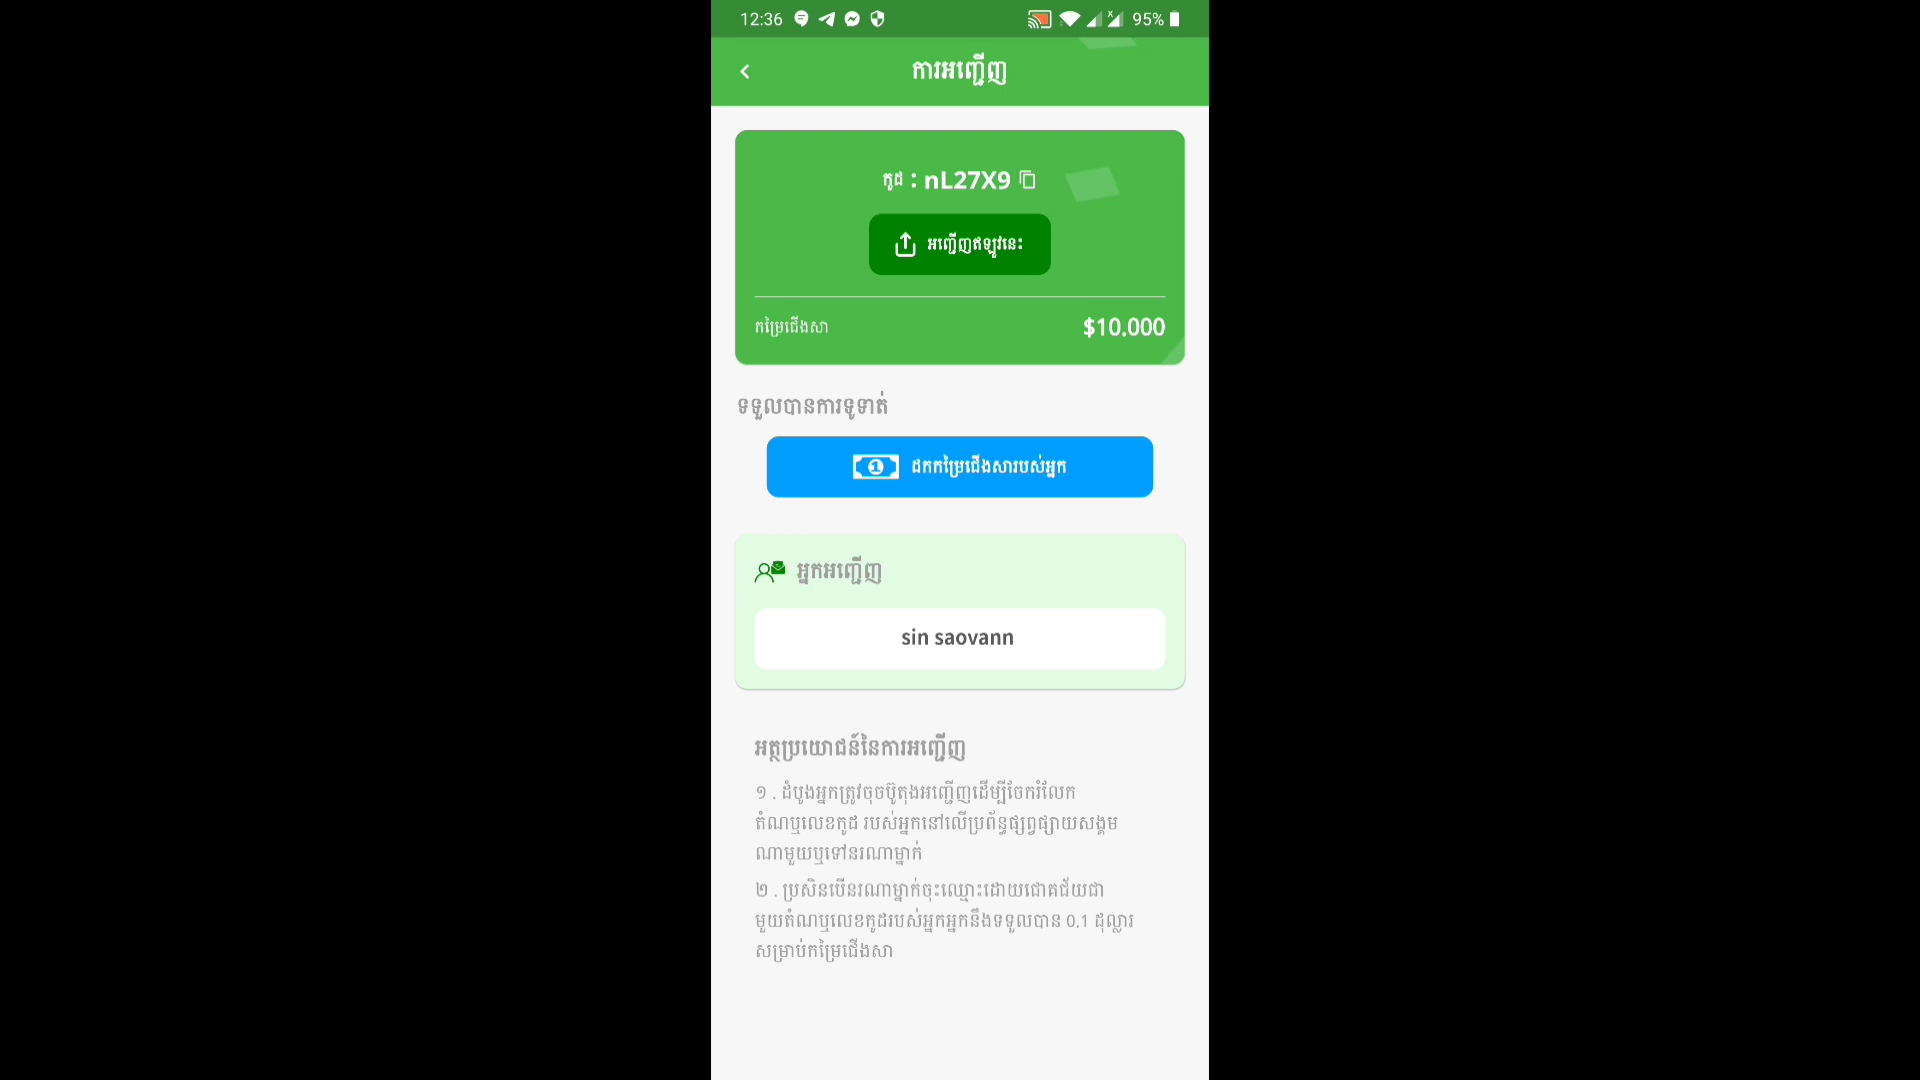 12:36
95%
ការអញ្ជើញ
កូដ : nL27X9
អញ្ជើញឥឡូវនេះ
កម្រៃជើងសា
$10.000
ទទួលបានការទូទាត់
ដកកម្រៃជើងសារបស់អ្នក
អ្នកអញ្ជើញ
sin saovann
អត្ថប្រយោជន៍នៃការអញ្ជើញ
១ . ដំបូងអ្នកត្រូវចុចប៊ូតុងអញ្ជើញដើម្បីចែករំលែក
តំណឬលេខកូដ របស់អ្នកនៅលើប្រព័ន្ធផ្សព្វផ្សាយសង្គម
ណាមួយឬទៅនរណាម្នាក់
២ . ប្រសិនបើនរណាម្នាក់ចុះឈ្មោះដោយជោគជ័យជា
មួយតំណឬលេខកូដរបស់អ្នកអ្នកនឹងទទួលបាន 0.1 ដុល្លារ
សម្រាប់កម្រៃជើងសា